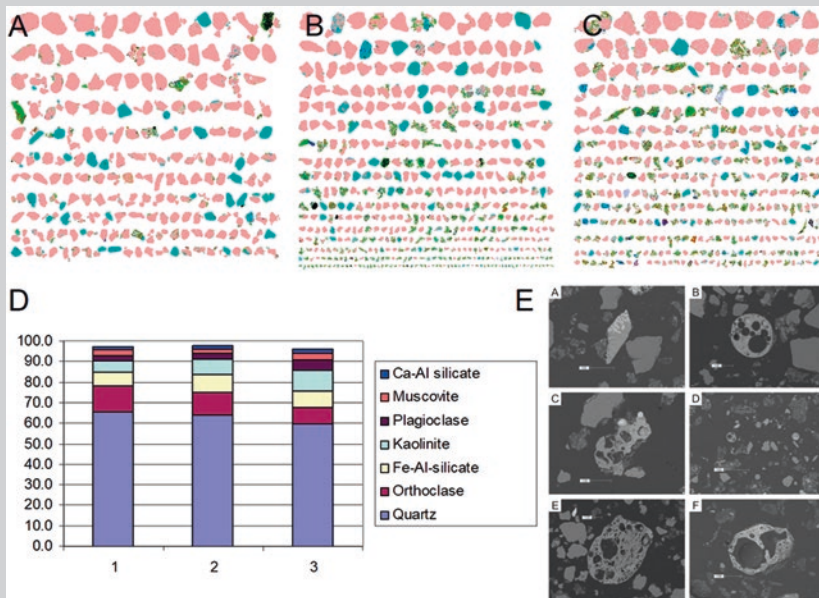 A
B
C
D
100.0
90.0
80.0
70.0
60.0
50.0
40.0
30.0
20.0
10.0
0.0
1
2
3
Ca-Al silicate
Muscovite
Plagioclase
Kaolinite
Fe-Al-silicate
Orthoclase
Quartz
E
A
B
C
D
E
F